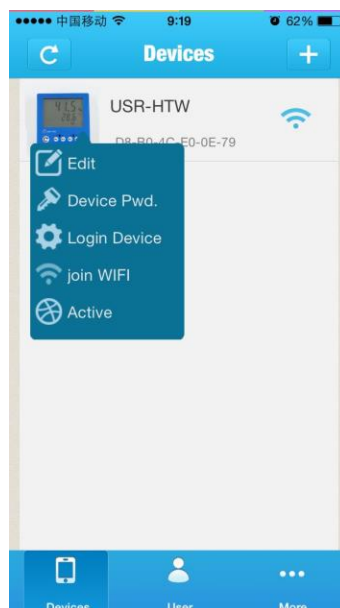 中国移动 9:19 62%
Devices
USR-HTW
D8-B0-4C-E0-0E-79
Edit
Device Pwd.
Login Device
join WIFI
Active
Devices User More